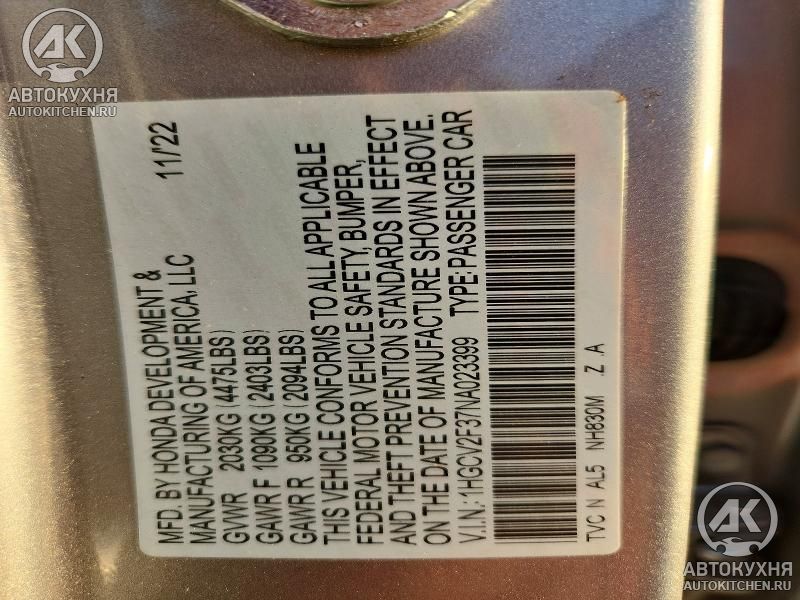 AK
АВТОКУХНЯ
AUTOKITCHEN.RU
MFD. BY HONDA DEVELOPMENT & 11/'22
MANUFACTURING OF AMERICA, LLC
GVWR 2030KG (4475LBS)
GAWR F 1090KG (2403LBS)
GAWR R 950KG (2094LBS)
THIS VEHICLE CONFORMS TO ALL APPLICABLE
FEDERAL MOTOR VEHICLE SAFETY, BUMPER,
AND THEFT PREVENTION STANDARDS IN EFFECT
ON THE DATE OF MANUFACTURE SHOWN ABOVE.
V.I.N.: 1HGCV2F37NA023399 TYPE:PASSENGER CAR
TVC N AL5 NH830M Z A
AK
АВТОКУХНЯ
AUTOKITCHEN.RU